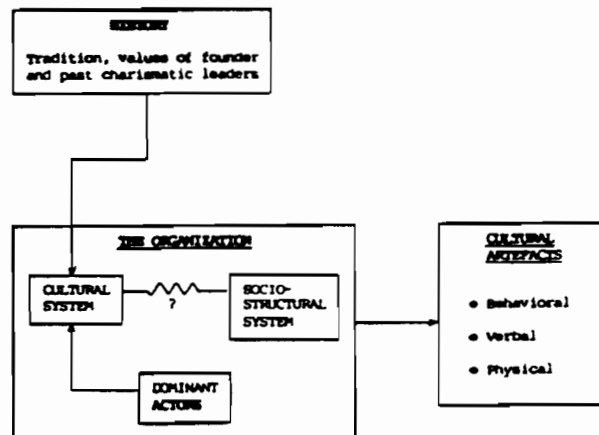 HISTORY
Tradition, values of founder
and past charismatic leaders
THE ORGANIZATION
CULTURAL
SYSTEM
?
SOCIO-
STRUCTURAL
SYSTEM
DOMINANT
ACTORS
CULTURAL
ARTEFACTS
• Behavioral
• Verbal
• Physical